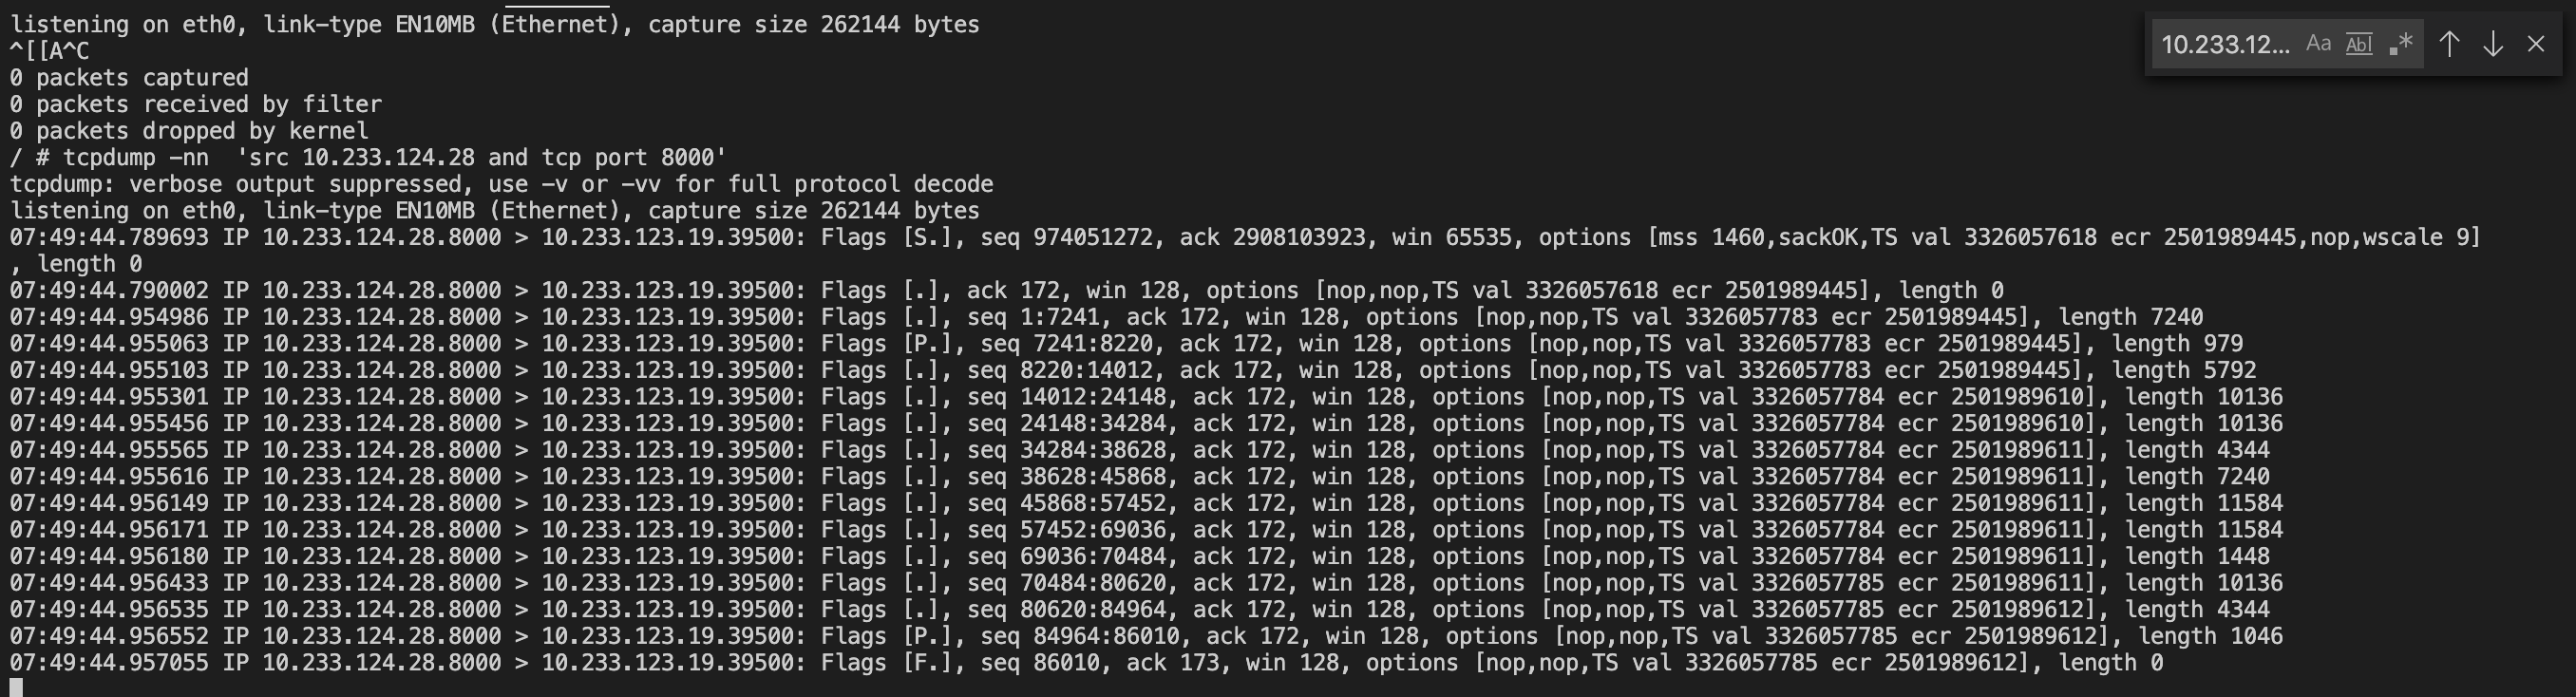 listening on eth0, link-type EN10MB (Ethernet), capture size 262144 bytes
10.233.12... Aa Abl .*
^[[A^C
0 packets captured
0 packets received by filter
0 packets dropped by kernel
/ # tcpdump -nn  'src 10.233.124.28 and tcp port 8000'
tcpdump: verbose output suppressed, use -v or -vv for full protocol decode
listening on eth0, link-type EN10MB (Ethernet), capture size 262144 bytes
07:49:44.789693 IP 10.233.124.28.8000 > 10.233.123.19.39500: Flags [S.], seq 974051272, ack 2908103923, win 65535, options [mss 1460,sackOK,TS val 3326057618 ecr 2501989445,nop,wscale 9]
, length 0
07:49:44.790002 IP 10.233.124.28.8000 > 10.233.123.19.39500: Flags [.], ack 172, win 128, options [nop,nop,TS val 3326057618 ecr 2501989445], length 0
07:49:44.954986 IP 10.233.124.28.8000 > 10.233.123.19.39500: Flags [.], seq 1:7241, ack 172, win 128, options [nop,nop,TS val 3326057783 ecr 2501989445], length 7240
07:49:44.955063 IP 10.233.124.28.8000 > 10.233.123.19.39500: Flags [P.], seq 7241:8220, ack 172, win 128, options [nop,nop,TS val 3326057783 ecr 2501989445], length 979
07:49:44.955103 IP 10.233.124.28.8000 > 10.233.123.19.39500: Flags [.], seq 8220:14012, ack 172, win 128, options [nop,nop,TS val 3326057783 ecr 2501989445], length 5792
07:49:44.955301 IP 10.233.124.28.8000 > 10.233.123.19.39500: Flags [.], seq 14012:24148, ack 172, win 128, options [nop,nop,TS val 3326057784 ecr 2501989610], length 10136
07:49:44.955456 IP 10.233.124.28.8000 > 10.233.123.19.39500: Flags [.], seq 24148:34284, ack 172, win 128, options [nop,nop,TS val 3326057784 ecr 2501989610], length 10136
07:49:44.955565 IP 10.233.124.28.8000 > 10.233.123.19.39500: Flags [.], seq 34284:38628, ack 172, win 128, options [nop,nop,TS val 3326057784 ecr 2501989611], length 4344
07:49:44.955616 IP 10.233.124.28.8000 > 10.233.123.19.39500: Flags [.], seq 38628:45868, ack 172, win 128, options [nop,nop,TS val 3326057784 ecr 2501989611], length 7240
07:49:44.956149 IP 10.233.124.28.8000 > 10.233.123.19.39500: Flags [.], seq 45868:57452, ack 172, win 128, options [nop,nop,TS val 3326057784 ecr 2501989611], length 11584
07:49:44.956171 IP 10.233.124.28.8000 > 10.233.123.19.39500: Flags [.], seq 57452:69036, ack 172, win 128, options [nop,nop,TS val 3326057784 ecr 2501989611], length 11584
07:49:44.956180 IP 10.233.124.28.8000 > 10.233.123.19.39500: Flags [.], seq 69036:70484, ack 172, win 128, options [nop,nop,TS val 3326057784 ecr 2501989611], length 1448
07:49:44.956433 IP 10.233.124.28.8000 > 10.233.123.19.39500: Flags [.], seq 70484:80620, ack 172, win 128, options [nop,nop,TS val 3326057785 ecr 2501989611], length 10136
07:49:44.956535 IP 10.233.124.28.8000 > 10.233.123.19.39500: Flags [.], seq 80620:84964, ack 172, win 128, options [nop,nop,TS val 3326057785 ecr 2501989612], length 4344
07:49:44.956552 IP 10.233.124.28.8000 > 10.233.123.19.39500: Flags [P.], seq 84964:86010, ack 172, win 128, options [nop,nop,TS val 3326057785 ecr 2501989612], length 1046
07:49:44.957055 IP 10.233.124.28.8000 > 10.233.123.19.39500: Flags [F.], seq 86010, ack 173, win 128, options [nop,nop,TS val 3326057785 ecr 2501989612], length 0